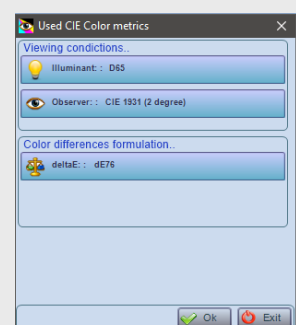 Used CIE Color metrics
Viewing condictions..
Illuminant: : D65
Observer: : CIE 1931 (2 degree)
Color differences formulation..
deltaE: : dE76
Ok
Exit